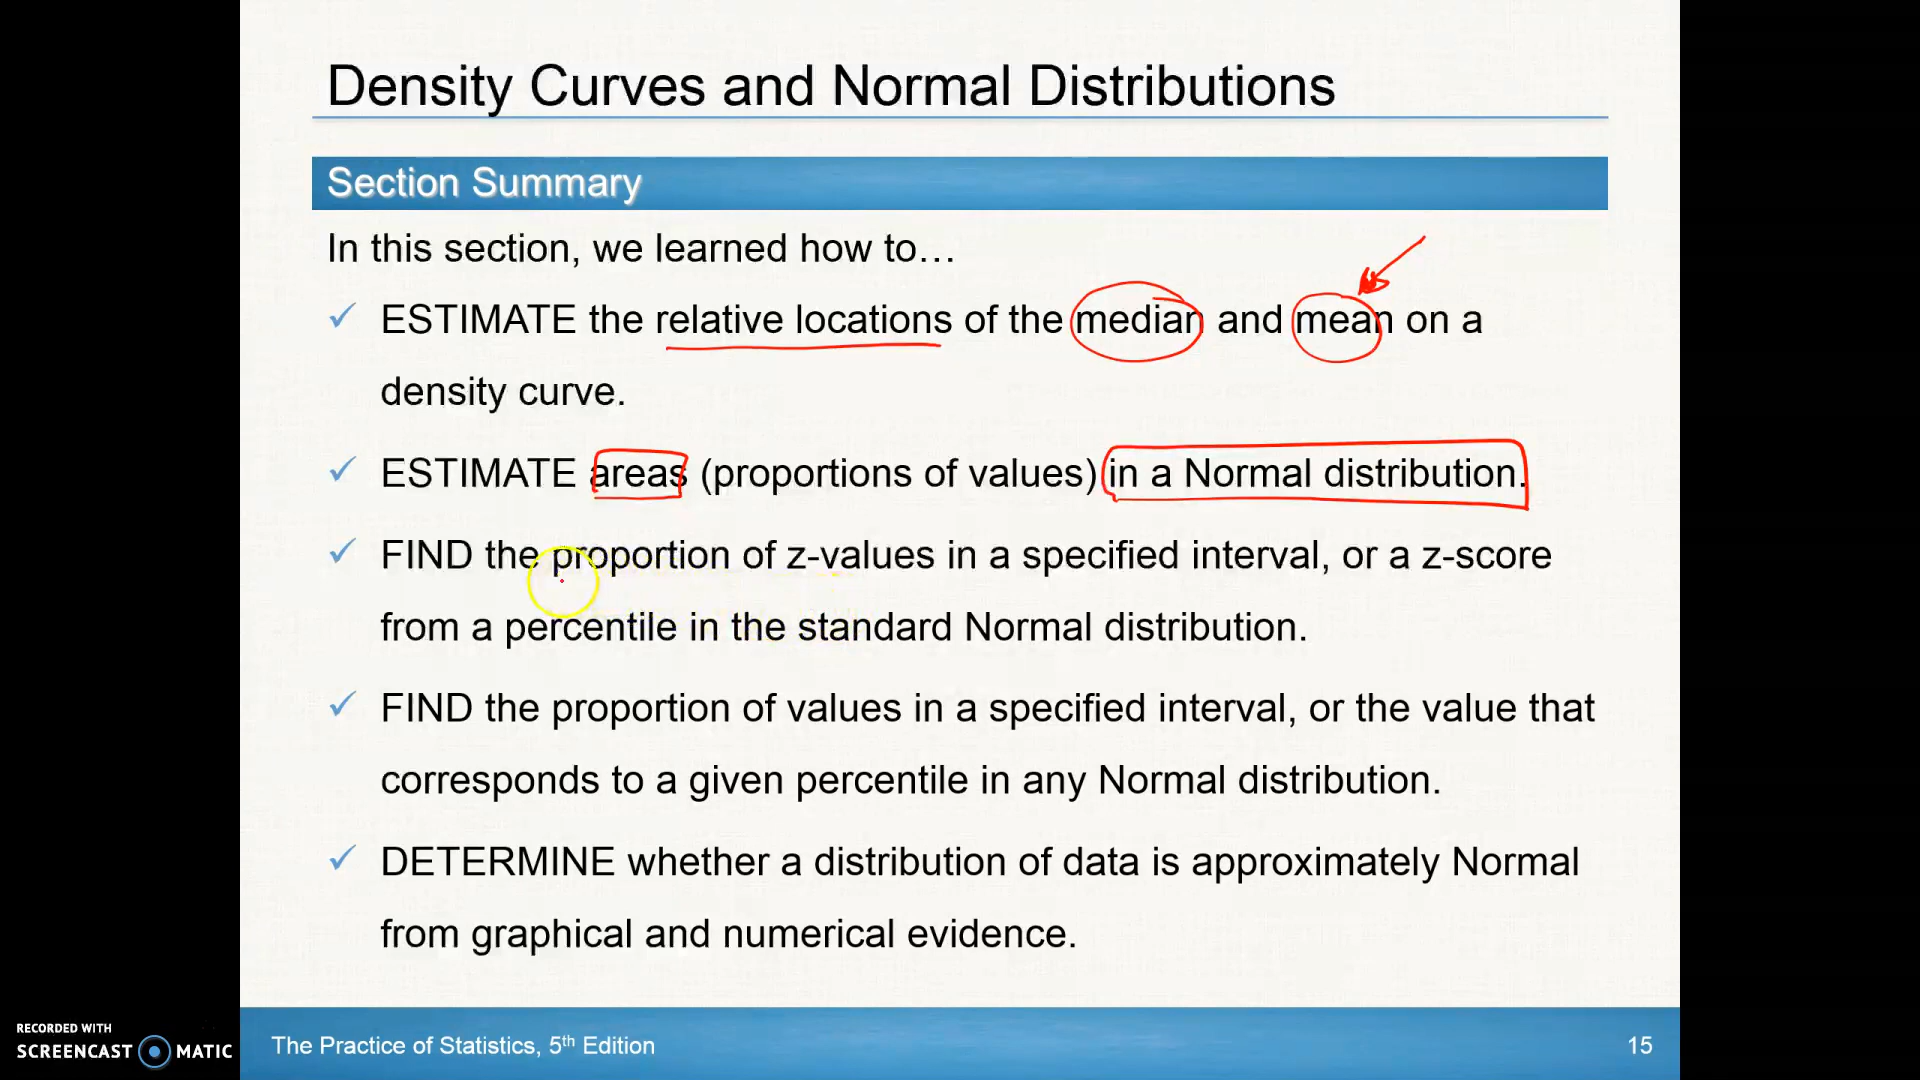 Density Curves and Normal Distributions
Section Summary
In this section, we learned how to…
✓ ESTIMATE the relative locations of the median and mean on a
density curve.
✓ ESTIMATE areas (proportions of values) in a Normal distribution.
✓ FIND the proportion of z-values in a specified interval, or a z-score
from a percentile in the standard Normal distribution.
✓ FIND the proportion of values in a specified interval, or the value that
corresponds to a given percentile in any Normal distribution.
✓ DETERMINE whether a distribution of data is approximately Normal
from graphical and numerical evidence.
RECORDED WITH
SCREENCAST MATIC
The Practice of Statistics, 5th Edition
15